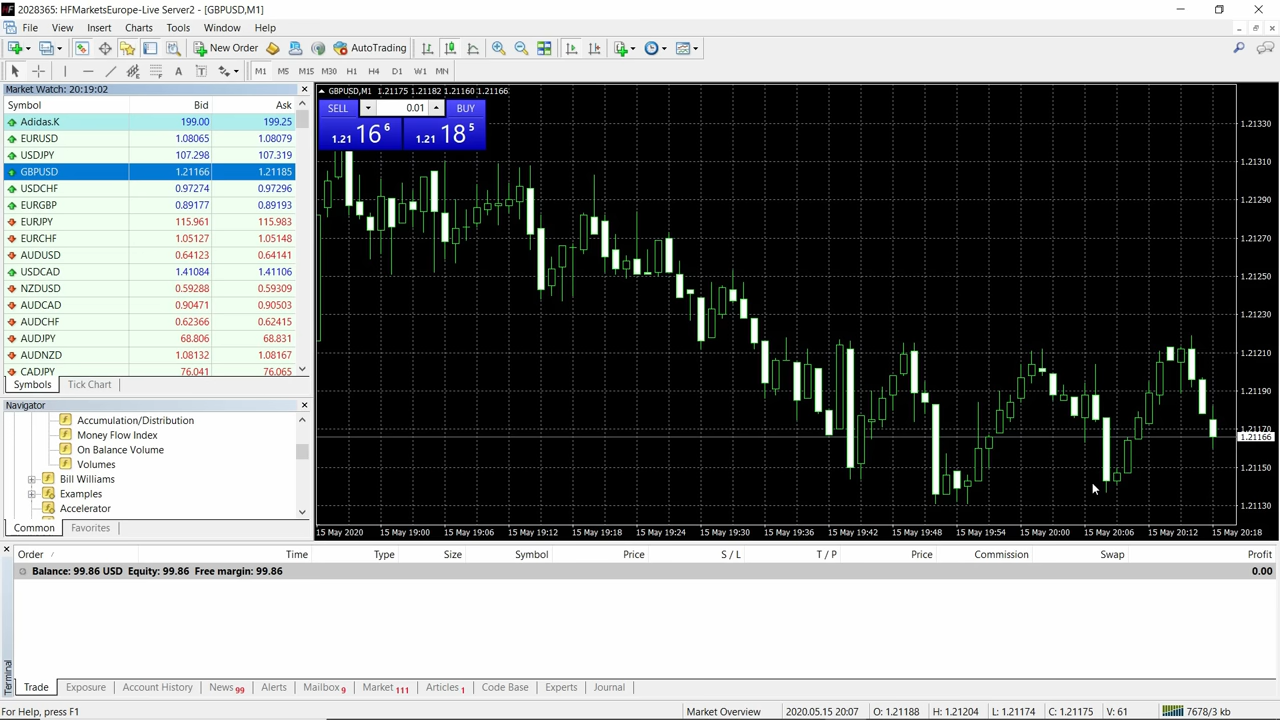 2028365: HFMarketsEurope-Live Server2 - [GBPUSD,M1]
File View Insert Charts Tools Window Help
New Order AutoTrading
A T M1 M5 M15 M30 H1 H4 D1 W1 MN
Market Watch: 20:19:02
Symbol Bid Ask
Adidas.K 199.00 199.25
EURUSD 1.08065 1.08079
USDJPY 107.298 107.319
GBPUSD 1.21166 1.21185
USDCHF 0.97274 0.97296
EURGBP 0.89177 0.89193
EURJPY 115.961 115.983
EURCHF 1.05127 1.05148
AUDUSD 0.64123 0.64141
USDCAD 1.41084 1.41106
NZDUSD 0.59288 0.59309
AUDCAD 0.90471 0.90503
AUDCHF 0.62366 0.62415
AUDJPY 68.806 68.831
AUDNZD 1.08132 1.08167
CADJPY 76.041 76.065
Symbols Tick Chart
Navigator
Accumulation/Distribution
Money Flow Index
On Balance Volume
Volumes
Bill Williams
Examples
Accelerator
Common Favorites
GBPUSD,M1 1.21175 1.21182 1.21160 1.21166
SELL 0.01 BUY
1.21 16 6 1.21 18 5
1.21330
1.21310
1.21290
1.21270
1.21250
1.21230
1.21210
1.21190
1.21170
1.21166
1.21150
1.21130
15 May 2020 15 May 19:00 15 May 19:06 15 May 19:12 15 May 19:18 15 May 19:24 15 May 19:30 15 May 19:36 15 May 19:42 15 May 19:48 15 May 19:54 15 May 20:00 15 May 20:06 15 May 20:12 15 May 20:18
Order Time Type Size Symbol Price S / L T / P Price Commission Swap Profit
Balance: 99.86 USD Equity: 99.86 Free margin: 99.86 0.00
Terminal
Trade Exposure Account History News 99 Alerts Mailbox 9 Market 111 Articles 1 Code Base Experts Journal
For Help, press F1 Market Overview 2020.05.15 20:07 O: 1.21188 H: 1.21204 L: 1.21174 C: 1.21175 V: 61 7678/3 kb